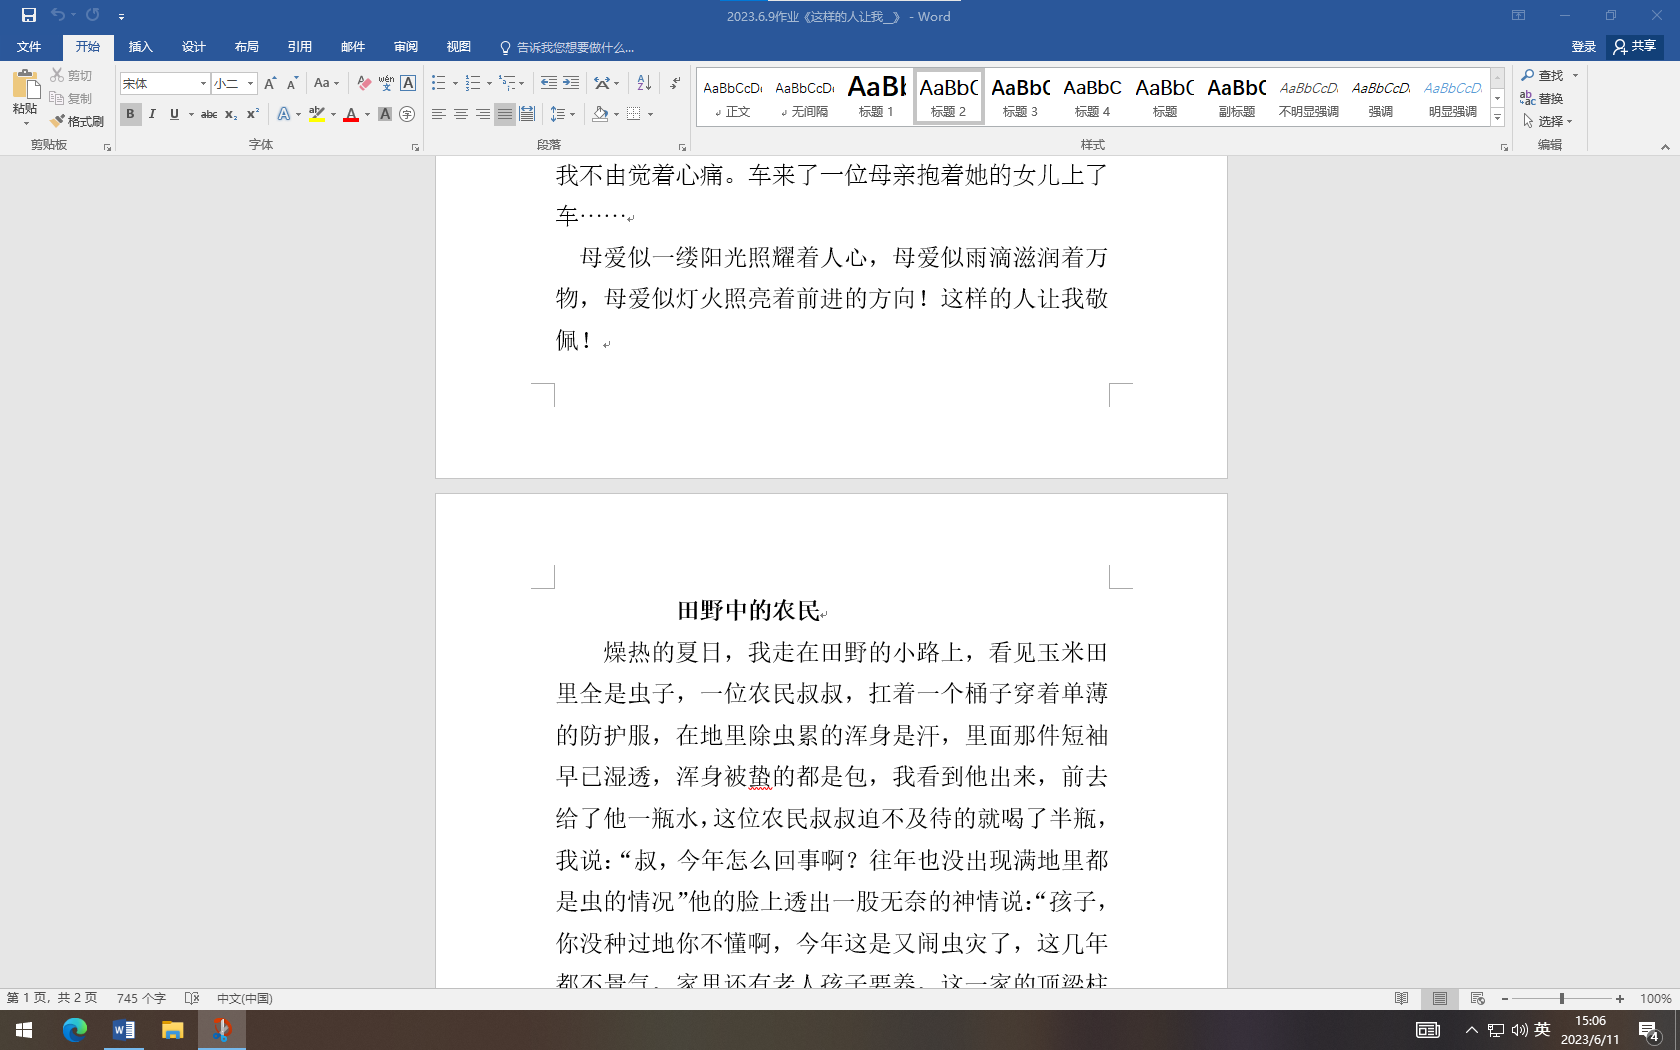 2023.6.9作业《这样的人让我__》 - Word
文件 开始 插入 设计 布局 引用 邮件 审阅 视图 告诉我您想要做什么... 登录 共享
粘贴 剪切 复制 格式刷
宋体 小二
剪贴板 字体 段落 样式 编辑
AaBbCcDc 正文
AaBbCcDc 无间隔
AaBb 标题 1
AaBbC 标题 2
AaBbC 标题 3
AaBbC 标题 4
AaBbC 标题
AaBbC 副标题
AaBbCcD 不明显强调
AaBbCcD 强调
AaBbCcD 明显强调
查找
替换
选择
我不由觉着心痛。车来了一位母亲抱着她的女儿上了
车······
母爱似一缕阳光照耀着人心，母爱似雨滴滋润着万
物，母爱似灯火照亮着前进的方向！这样的人让我敬
佩！
田野中的农民
燥热的夏日，我走在田野的小路上，看见玉米田
里全是虫子，一位农民叔叔，扛着一个桶子穿着单薄
的防护服，在地里除虫累的浑身是汗，里面那件短袖
早已湿透，浑身被蛰的都是包，我看到他出来，前去
给了他一瓶水，这位农民叔叔迫不及待的就喝了半瓶，
我说：“叔，今年怎么回事啊？往年也没出现满地里都
是虫的情况”他的脸上透出一股无奈的神情说：“孩子，
你没种过地你不懂啊，今年这是又闹虫灾了，这几年
都不景气，家里还有老人孩子要养，这一家的顶梁柱
第 1 页，共 2 页 745 个字 中文(中国) 100%
英 15:06
2023/6/11 4